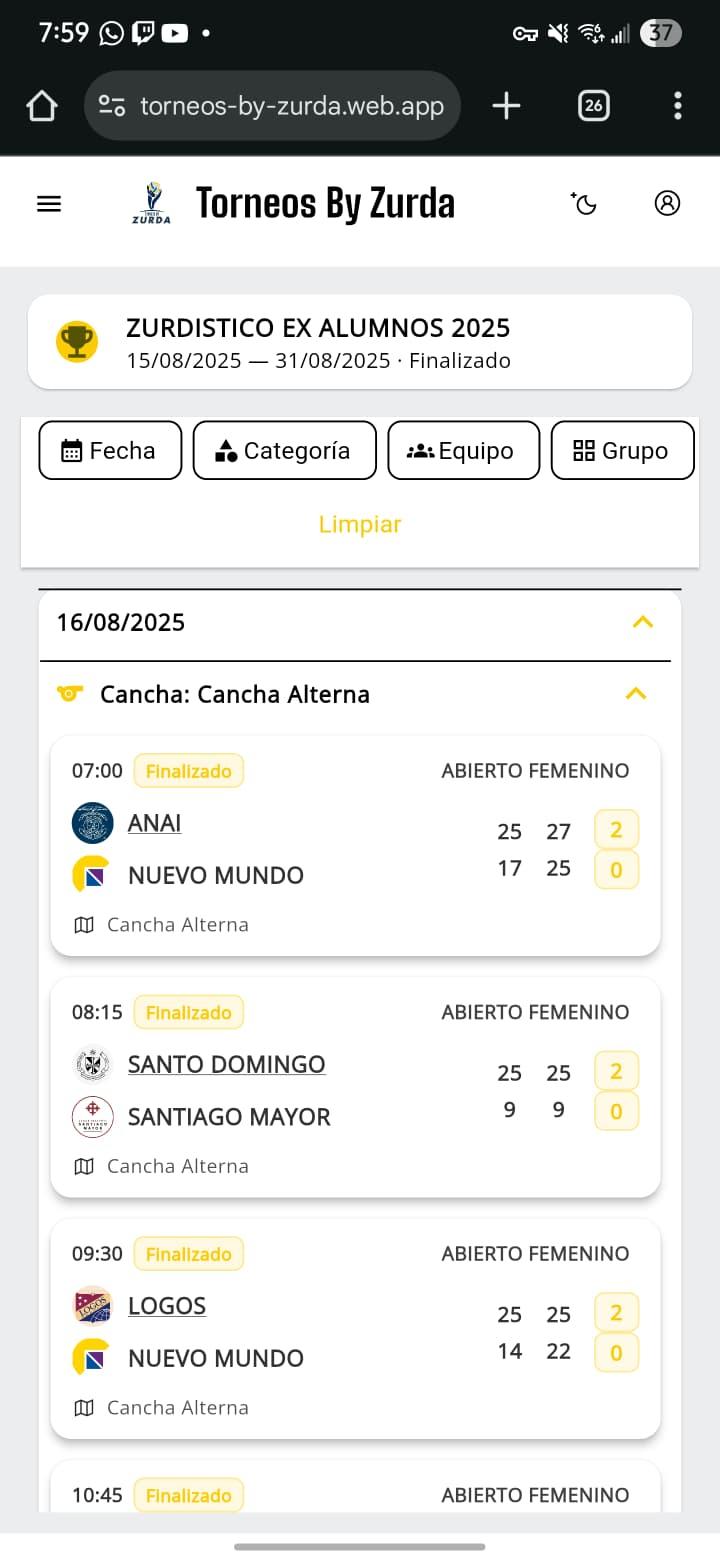 7:59
37
torneos-by-zurda.web.app
26
ZURDA
Torneos By Zurda
ZURDISTICO EX ALUMNOS 2025
15/08/2025 — 31/08/2025 · Finalizado
Fecha
Categoría
Equipo
Grupo
Limpiar
16/08/2025
Cancha: Cancha Alterna
07:00 Finalizado ABIERTO FEMENINO
ANAI 25 27 2
NUEVO MUNDO 17 25 0
Cancha Alterna
08:15 Finalizado ABIERTO FEMENINO
SANTO DOMINGO 25 25 2
SANTIAGO MAYOR 9 9 0
Cancha Alterna
09:30 Finalizado ABIERTO FEMENINO
LOGOS LOGOS 25 25 2
NUEVO MUNDO 14 22 0
Cancha Alterna
10:45 Finalizado ABIERTO FEMENINO